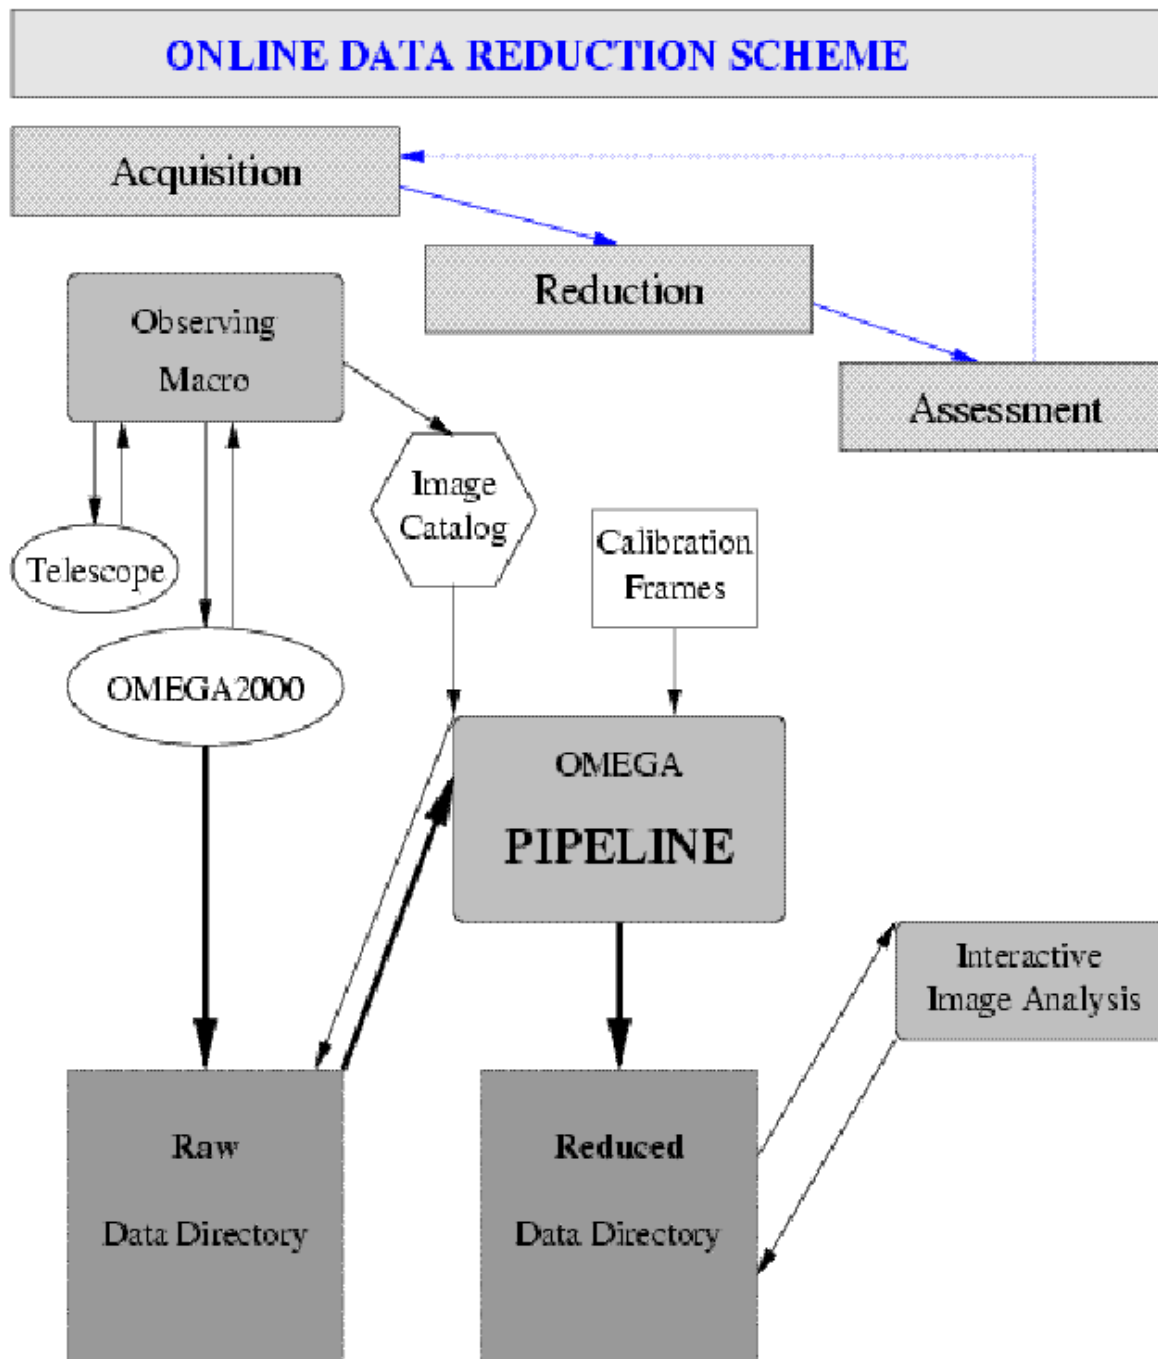 ONLINE DATA REDUCTION SCHEME
Acquisition
Reduction
Assessment
Observing
Macro
Image
Catalog
Calibration
Frames
Telescope
OMEGA2000
OMEGA
PIPELINE
Interactive
Image Analysis
Raw
Data Directory
Reduced
Data Directory